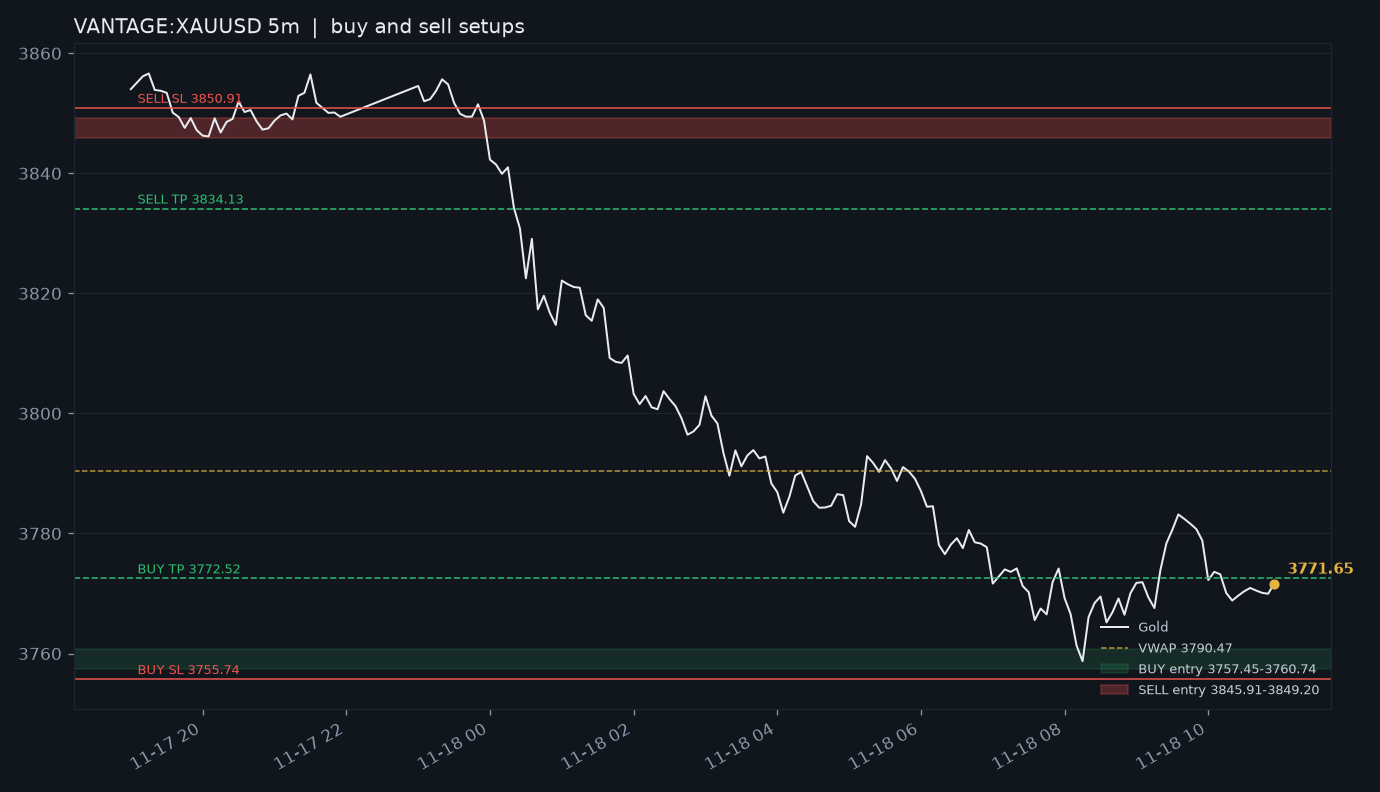 VANTAGE:XAUUSD 5m | buy and sell setups
3860
SELL SL 3850.91
3840
SELL TP 3834.13
3820
3800
3780
BUY TP 3772.52
3771.65
3760
BUY SL 3755.74
Gold
VWAP 3790.47
BUY entry 3757.45-3760.74
SELL entry 3845.91-3849.20
11-17 20
11-17 22
11-18 00
11-18 02
11-18 04
11-18 06
11-18 08
11-18 10